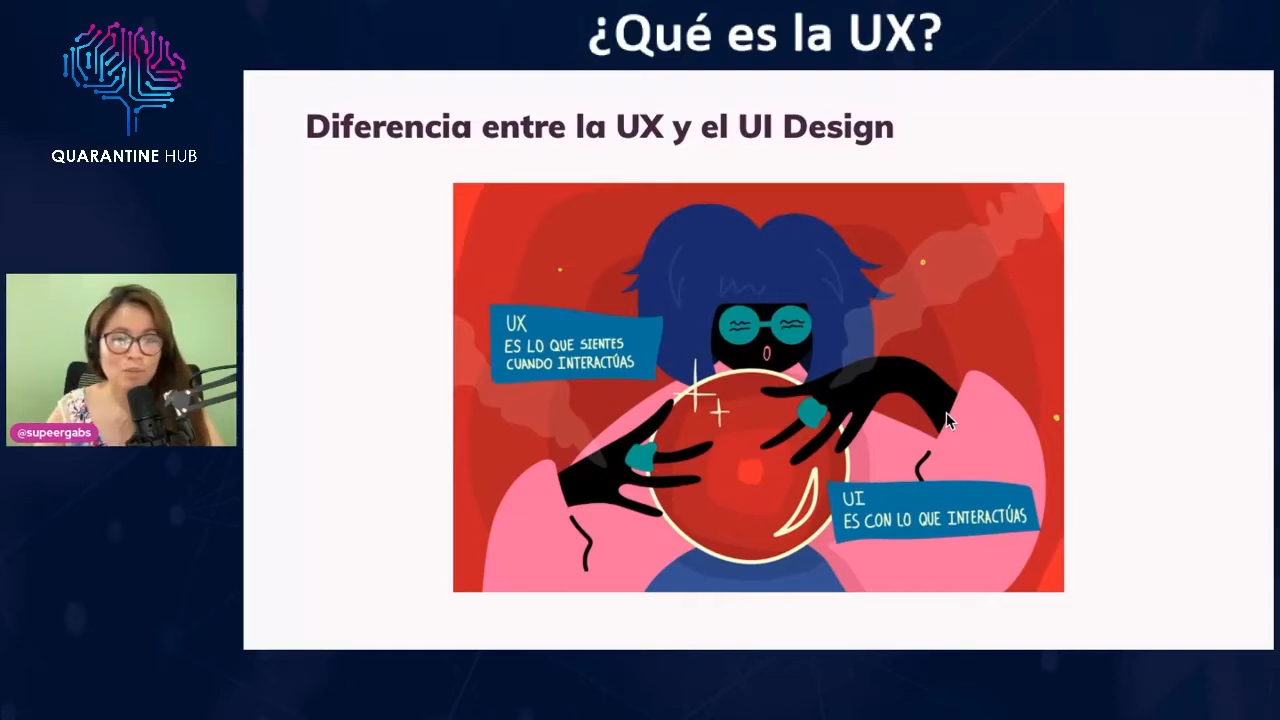 ¿Qué es la UX?
QUARANTINE HUB
Diferencia entre la UX y el UI Design
UX
ES LO QUE SIENTES
CUANDO INTERACTÚAS
UI
ES CON LO QUE INTERACTÚAS
@supeergabs